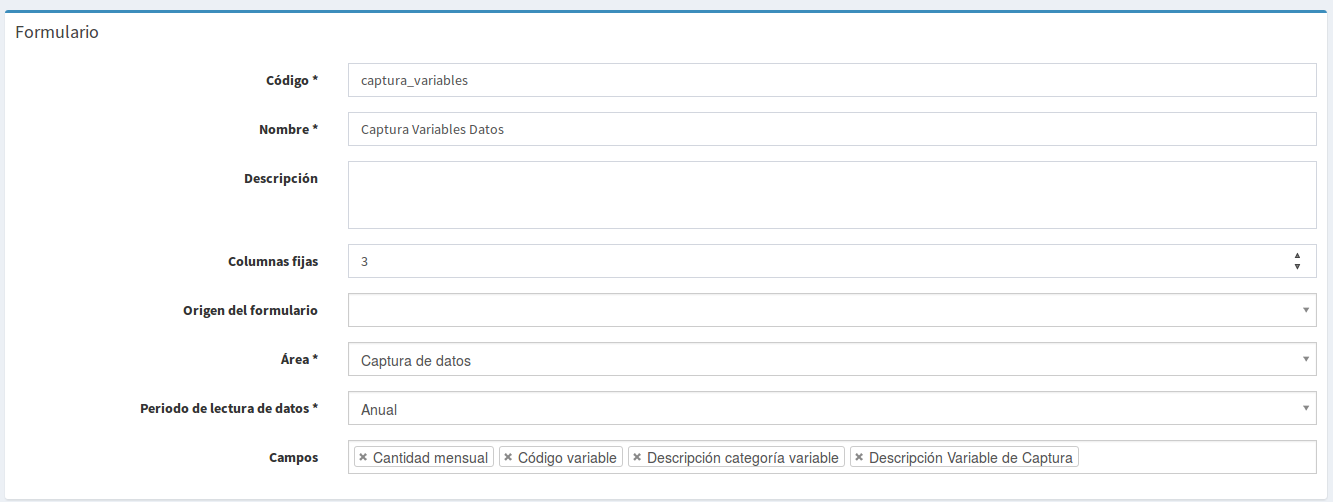 Formulario
Código * captura_variables
Nombre * Captura Variables Datos
Descripción
Columnas fijas 3
Origen del formulario
Área * Captura de datos
Periodo de lectura de datos * Anual
Campos × Cantidad mensual × Código variable × Descripción categoría variable × Descripción Variable de Captura